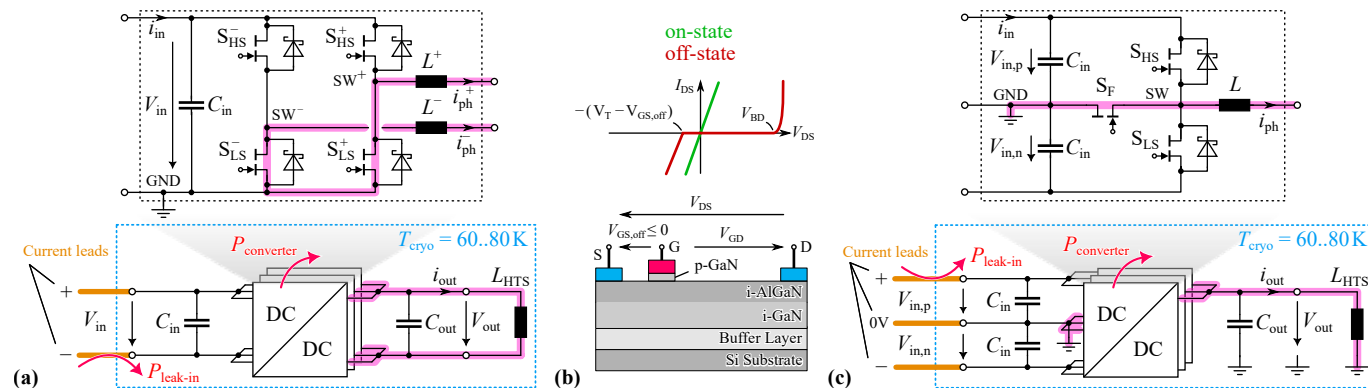 i_in
V_in
C_in
S_HS^−
S_HS^+
SW^+
SW^−
L^+
i_ph^+
L^−
i_ph^−
S_LS^−
S_LS^+
GND
Current leads
P_converter
T_cryo = 60..80 K
+
V_in
−
C_in
DC
DC
i_out
C_out
V_out
L_HTS
P_leak-in
(a)
on-state
off-state
I_DS
−(V_T − V_GS,off)
V_BD
V_DS
V_DS
V_GS,off ≤ 0
V_GD
S
G
D
p-GaN
i-AlGaN
i-GaN
Buffer Layer
Si Substrate
(b)
i_in
V_in,p
C_in
S_HS
GND
S_F
SW
L
i_ph
V_in,n
C_in
S_LS
Current leads
P_leak-in
P_converter
T_cryo = 60..80 K
+
V_in,p
0V
V_in,n
−
C_in
C_in
DC
DC
i_out
C_out
V_out
L_HTS
(c)